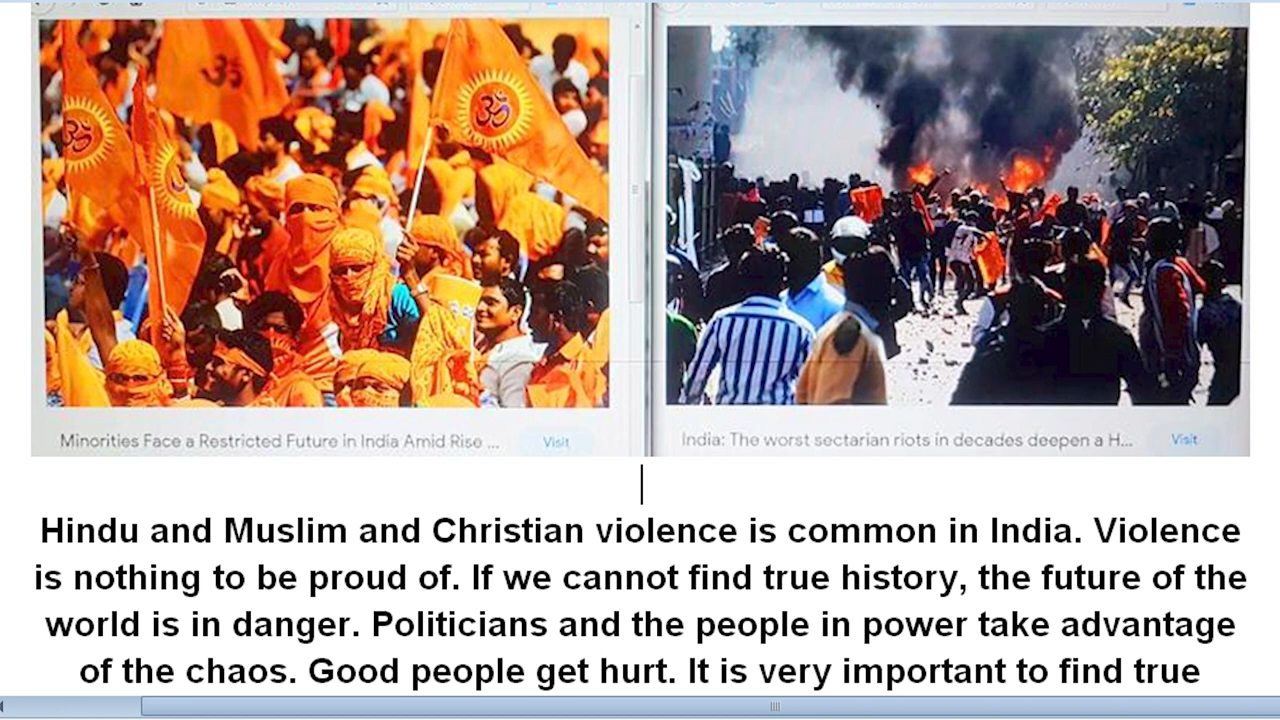 ॐ
ॐ
ॐ
Minorities Face a Restricted Future in India Amid Rise ...
Visit
India: The worst sectarian riots in decades deepen a H...
Visit
Hindu and Muslim and Christian violence is common in India. Violence
is nothing to be proud of. If we cannot find true history, the future of the
world is in danger. Politicians and the people in power take advantage
of the chaos. Good people get hurt. It is very important to find true